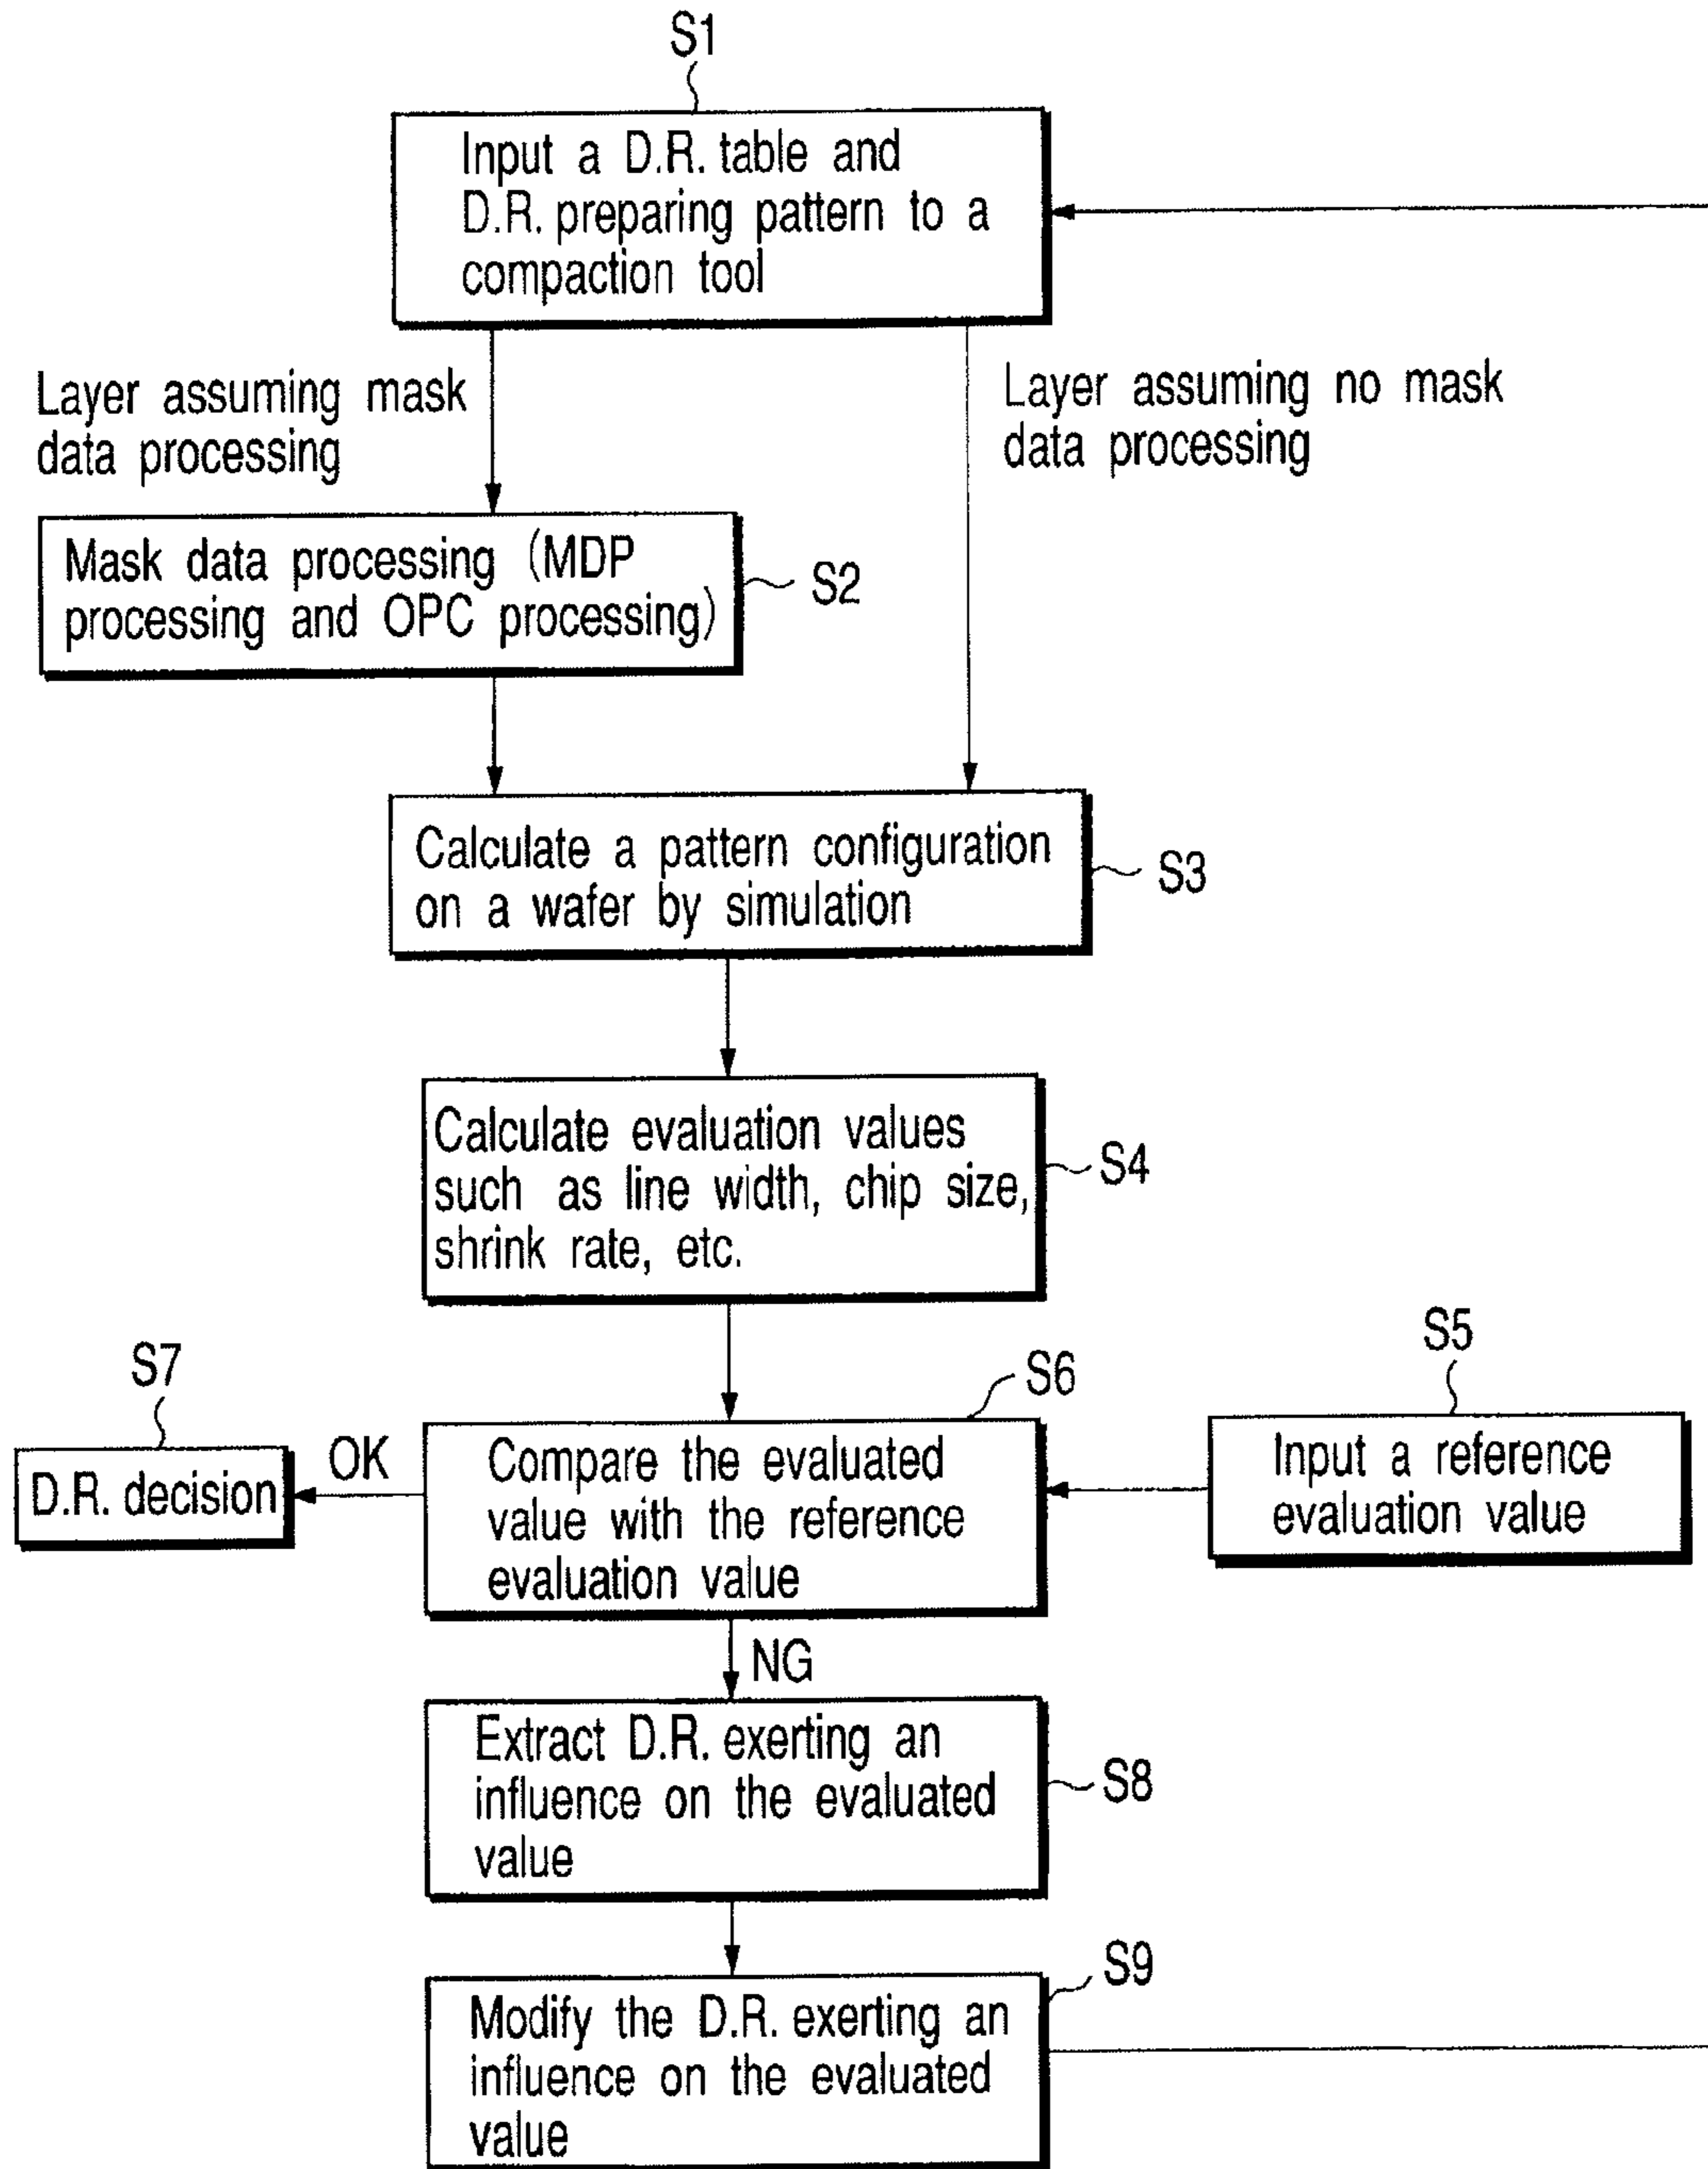 S1
Input a D.R. table and
D.R. preparing pattern to a
compaction tool
Layer assuming mask
data processing
Layer assuming no mask
data processing
Mask data processing (MDP
processing and OPC processing)
S2
Calculate a pattern configuration
on a wafer by simulation
S3
Calculate evaluation values
such as line width, chip size,
shrink rate, etc.
S4
S5
Input a reference
evaluation value
S6
Compare the evaluated
value with the reference
evaluation value
OK
S7
D.R. decision
NG
Extract D.R. exerting an
influence on the evaluated
value
S8
S9
Modify the D.R. exerting an
influence on the evaluated
value